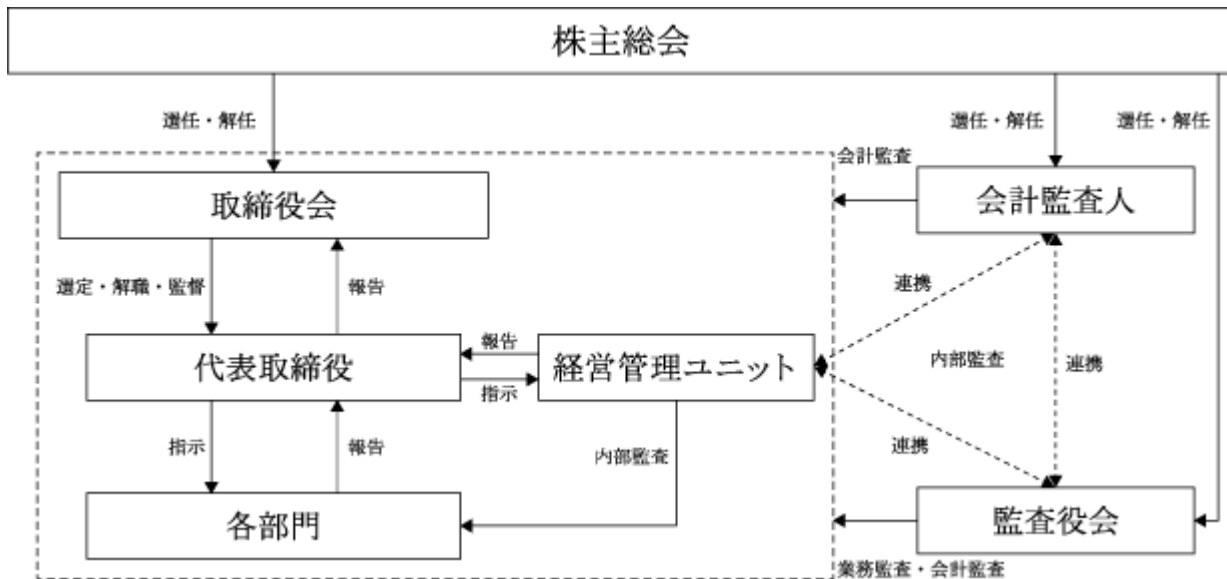 株主総会
選任・解任
選任・解任
選任・解任
会計監査
取締役会
会計監査人
選定・解職・監督
報告
連携
代表取締役
報告
指示
経営管理ユニット
内部監査
連携
指示
報告
内部監査
連携
各部門
監査役会
業務監査・会計監査